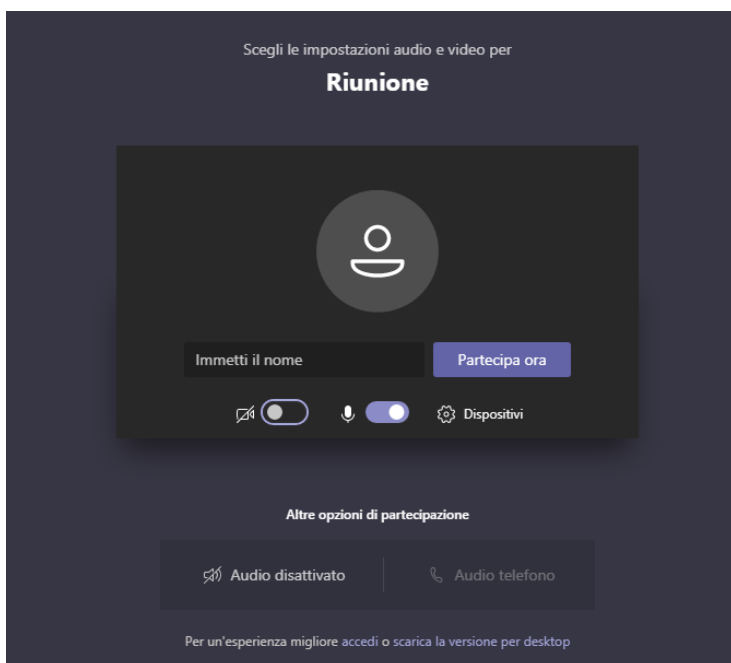 Scegli le impostazioni audio e video per
Riunione
Immetti il nome
Partecipa ora
Dispositivi
Altre opzioni di partecipazione
Audio disattivato
Audio telefono
Per un'esperienza migliore accedi o scarica la versione per desktop